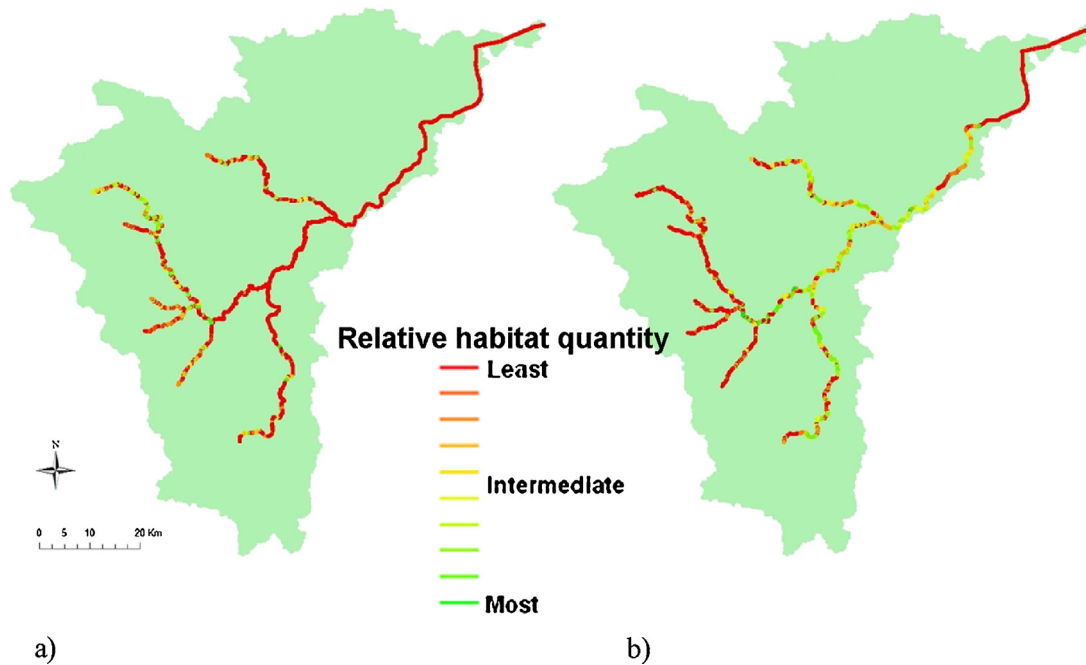 Relative habitat quantity
Least
Intermediate
Most
N
0 5 10 20 Km
a)
b)